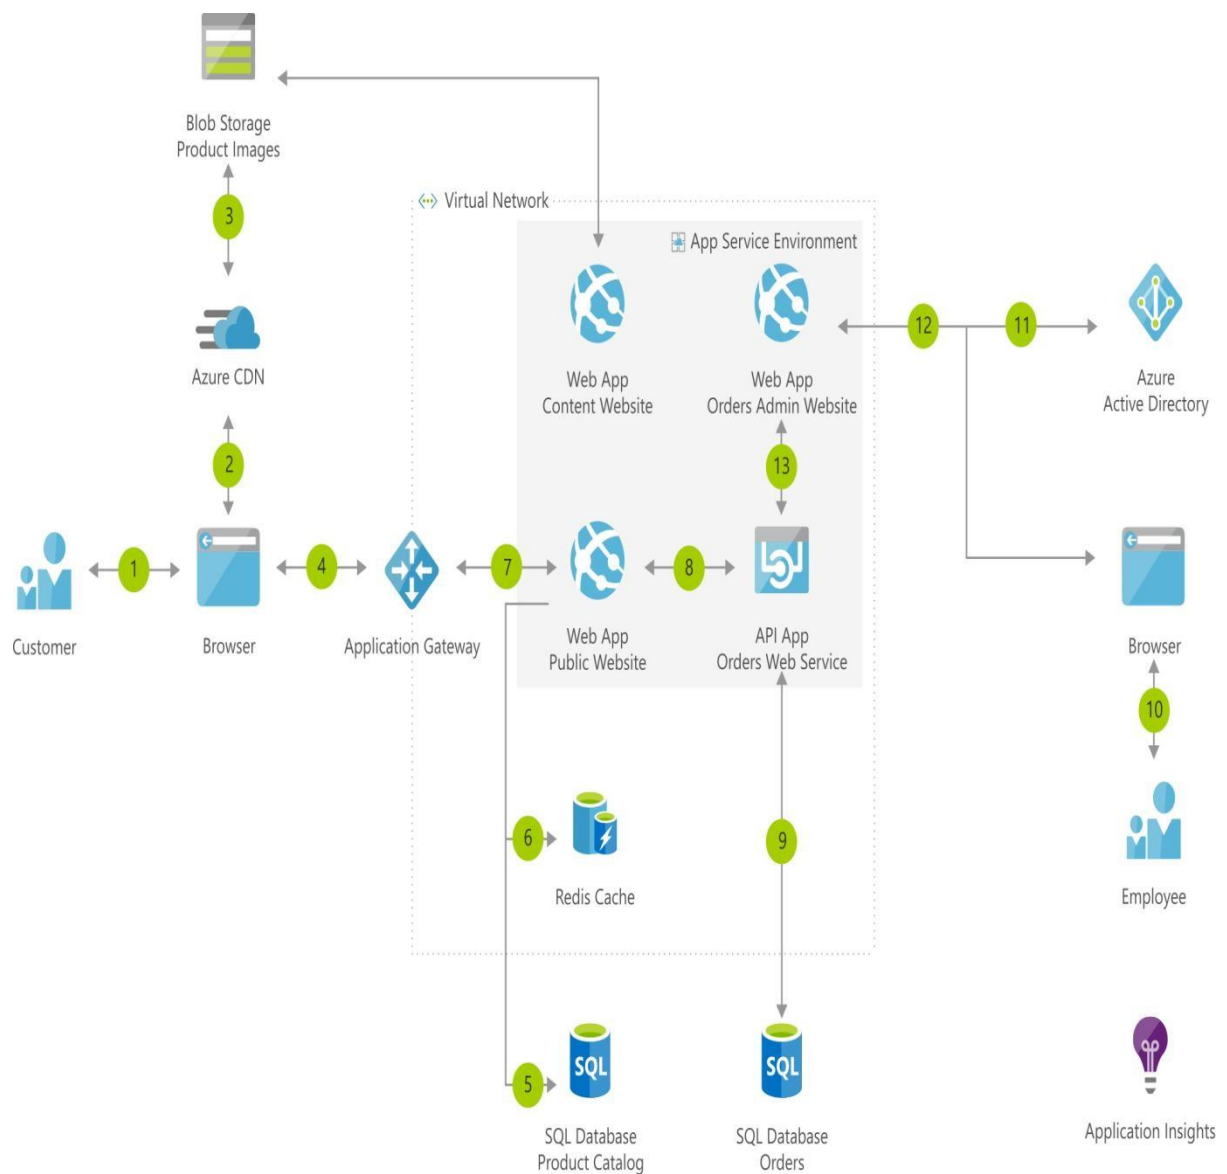 Blob Storage
Product Images
3
Virtual Network
App Service Environment
Azure CDN
Web App
Content Website
Web App
Orders Admin Website
12
11
Azure
Active Directory
2
13
1
4
7
8
Customer
Browser
Application Gateway
Web App
Public Website
API App
Orders Web Service
Browser
10
6
9
Redis Cache
Employee
5
SQL
SQL
SQL Database
Product Catalog
SQL Database
Orders
Application Insights